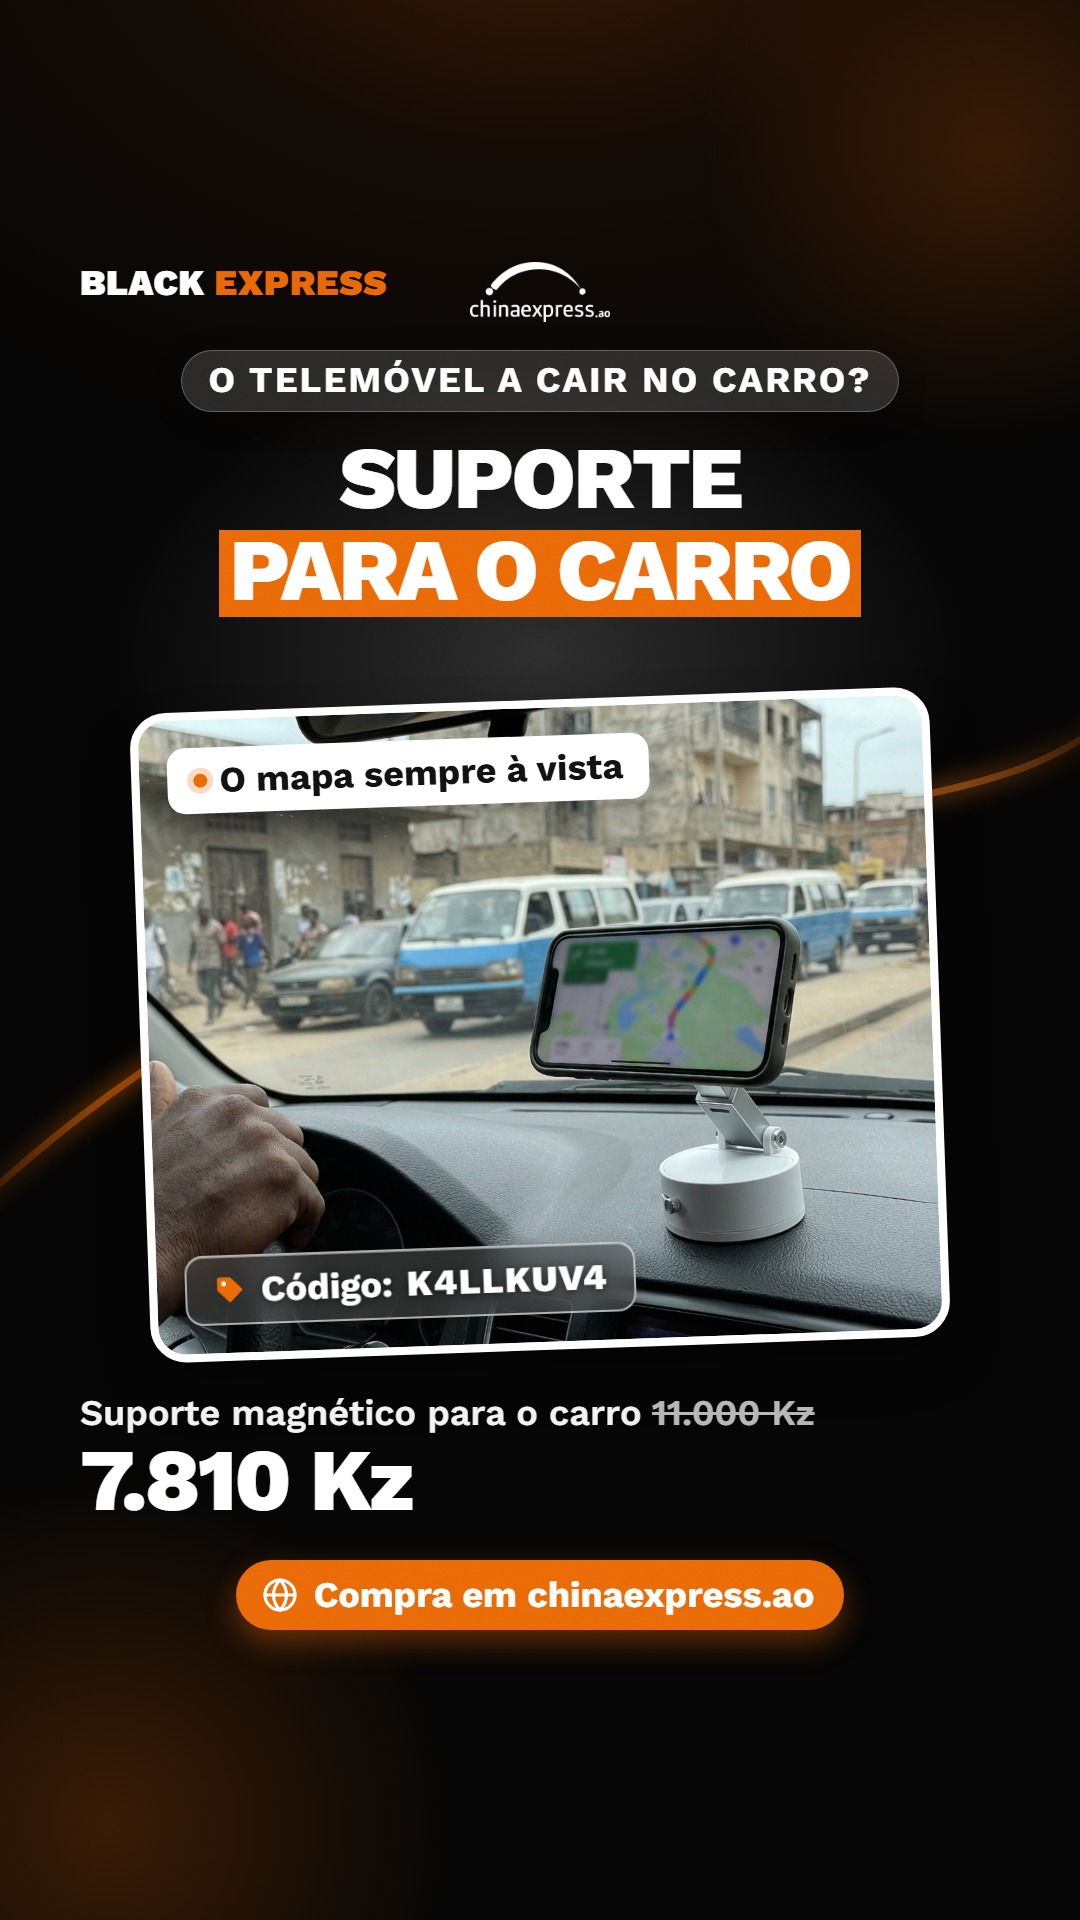 BLACK EXPRESS
chinaexpress.ao
O TELEMÓVEL A CAIR NO CARRO?
SUPORTE
PARA O CARRO
O mapa sempre à vista
Código: K4LLKUV4
Suporte magnético para o carro 11.000 Kz
7.810 Kz
Compra em chinaexpress.ao